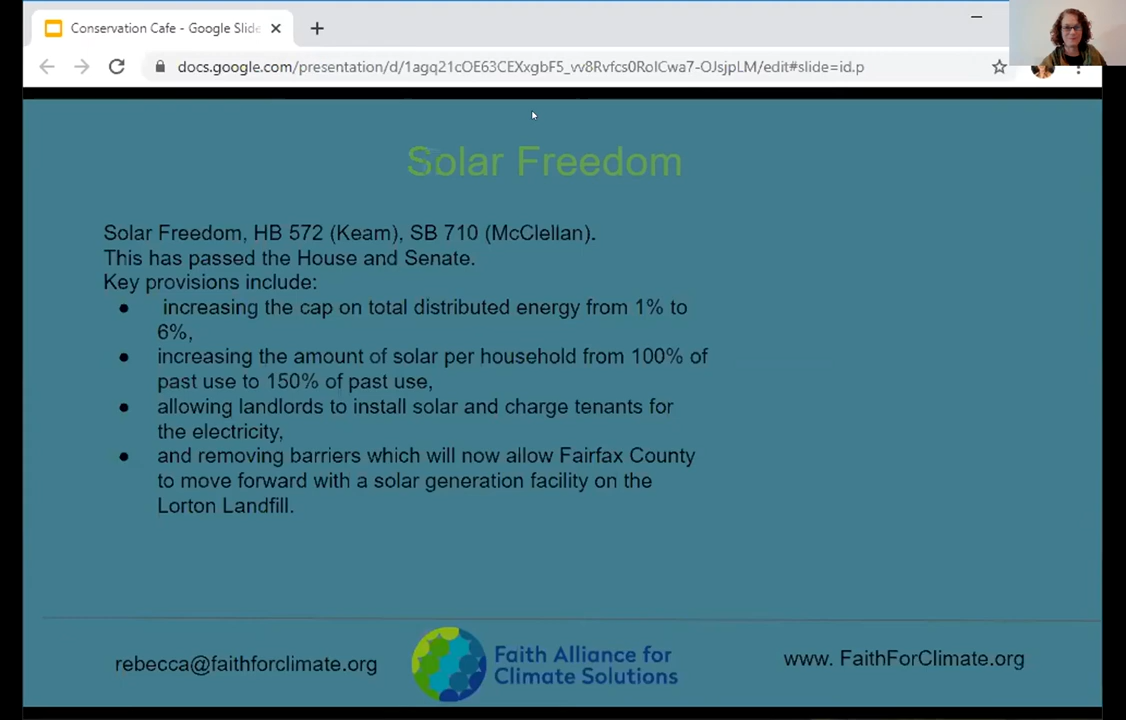 Conservation Cafe - Google Slide
docs.google.com/presentation/d/1agq21cOE63CEXxgbF5_vv8Rvfcs0RoICwa7-OJsjpLM/edit#slide=id.p
Solar Freedom
Solar Freedom, HB 572 (Keam), SB 710 (McClellan).
This has passed the House and Senate.
Key provisions include:
● increasing the cap on total distributed energy from 1% to
6%,
● increasing the amount of solar per household from 100% of
past use to 150% of past use,
● allowing landlords to install solar and charge tenants for
the electricity,
● and removing barriers which will now allow Fairfax County
to move forward with a solar generation facility on the
Lorton Landfill.
rebecca@faithforclimate.org
Faith Alliance for
Climate Solutions
www. FaithForClimate.org